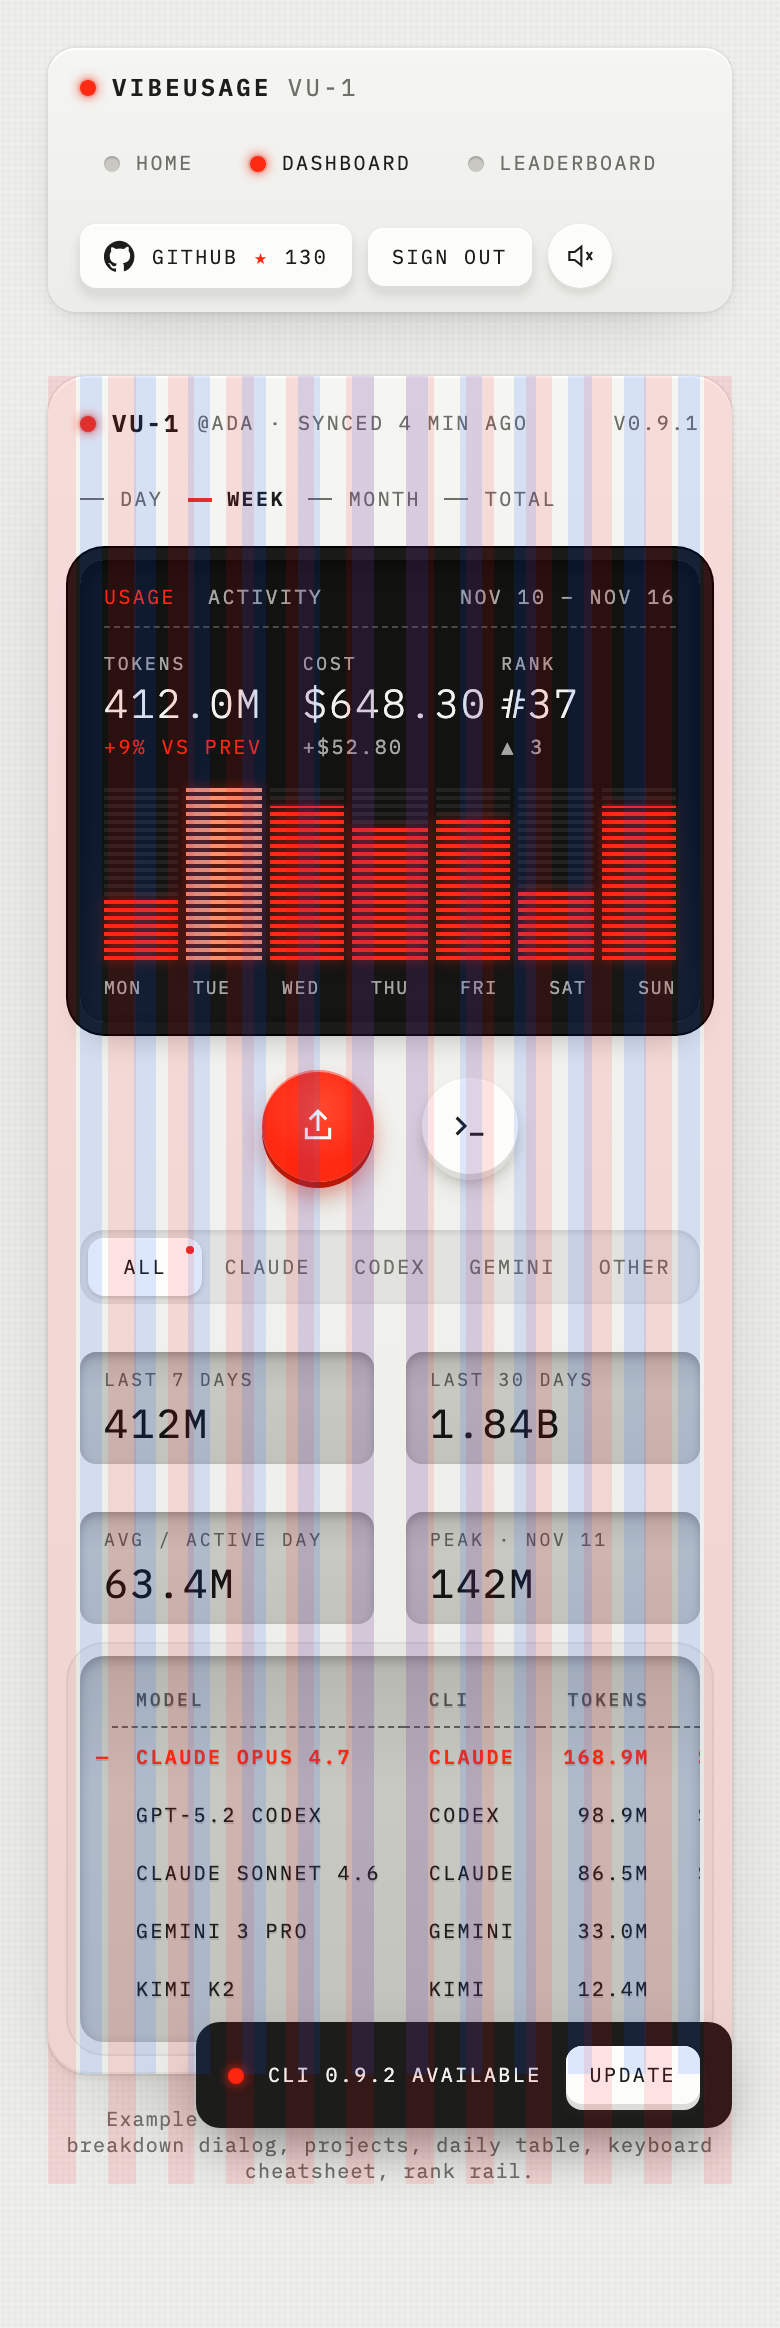 VIBEUSAGE VU-1
HOME DASHBOARD LEADERBOARD
GITHUB ★ 130 SIGN OUT
VU-1 @ADA · SYNCED 4 MIN AGO V0.9.1
DAY WEEK MONTH TOTAL
USAGE ACTIVITY NOV 10 – NOV 16
TOKENS COST RANK
412.0M $648.30 #37
+9% VS PREV +$52.80 ▲ 3
MON TUE WED THU FRI SAT SUN
ALL CLAUDE CODEX GEMINI OTHER
LAST 7 DAYS LAST 30 DAYS
412M 1.84B
AVG / ACTIVE DAY PEAK · NOV 11
63.4M 142M
MODEL CLI TOKENS
– CLAUDE OPUS 4.7 CLAUDE 168.9M
GPT-5.2 CODEX CODEX 98.9M
CLAUDE SONNET 4.6 CLAUDE 86.5M
GEMINI 3 PRO GEMINI 33.0M
KIMI K2 KIMI 12.4M
CLI 0.9.2 AVAILABLE UPDATE
Example
breakdown dialog, projects, daily table, keyboard
cheatsheet, rank rail.